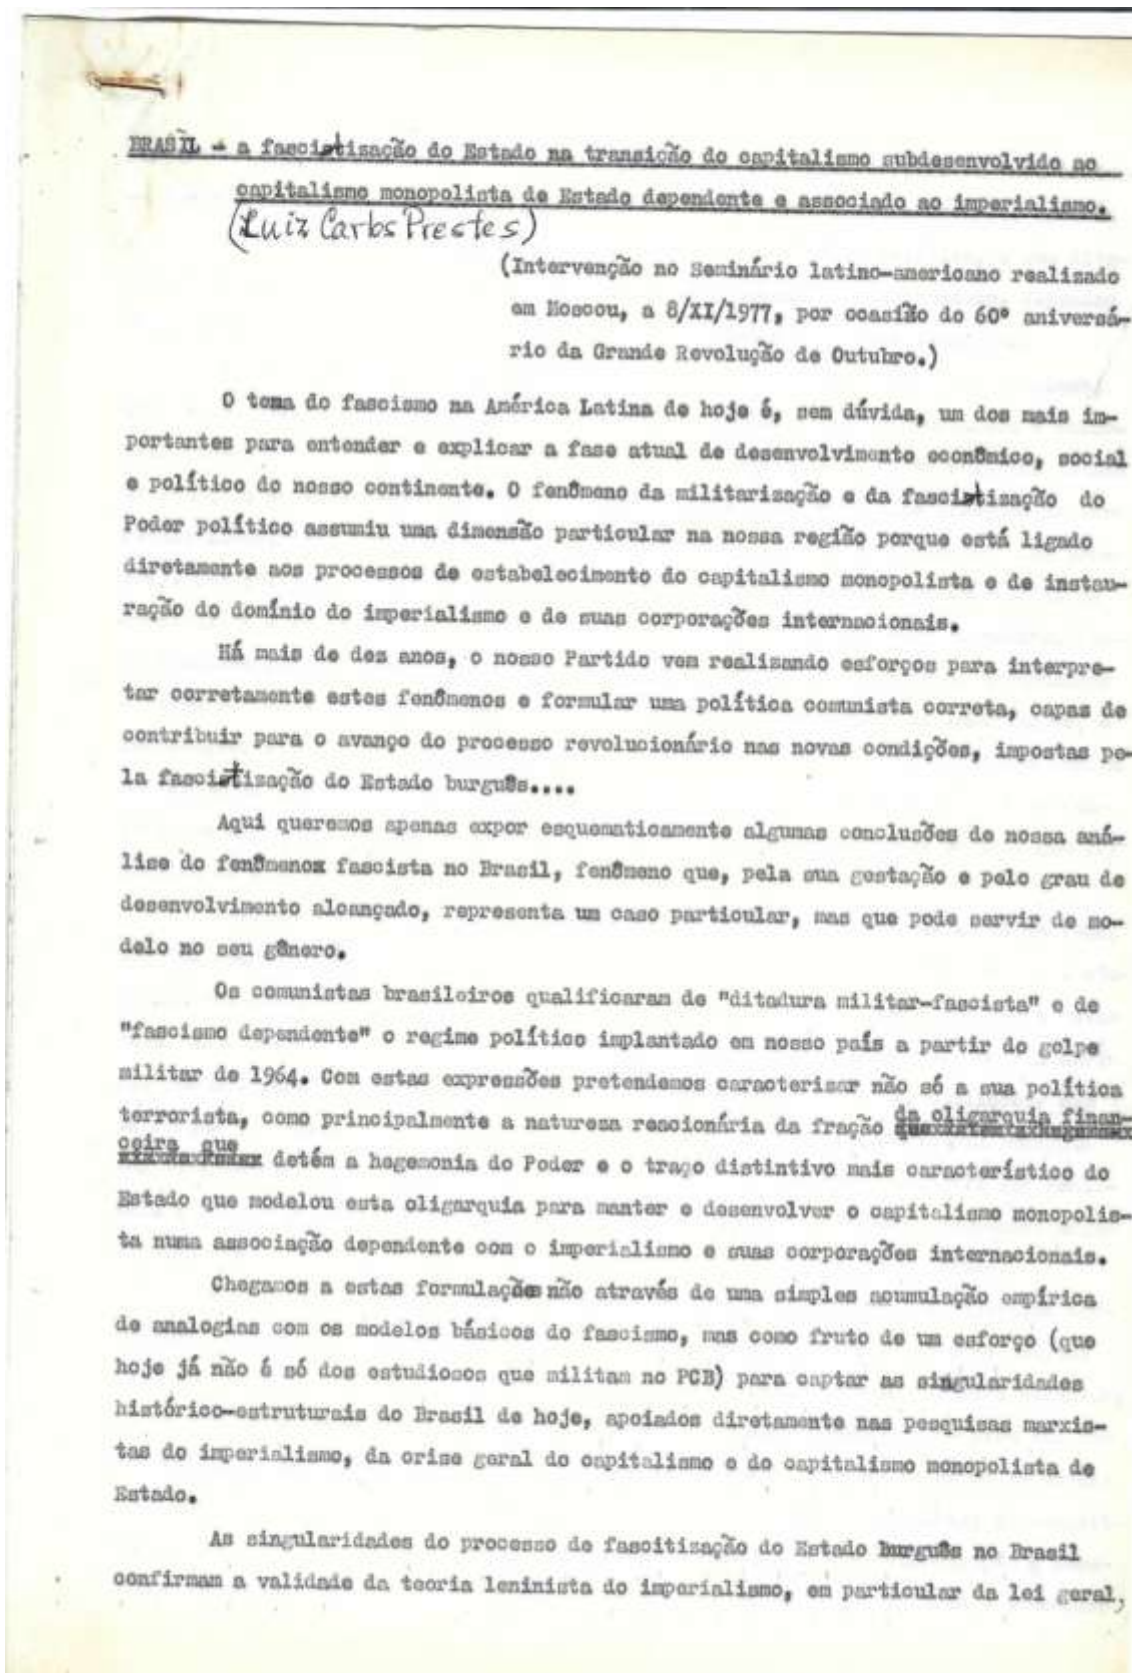 BRASIL - a fascistisação do Estado na transição do capitalismo subdesenvolvido ao
capitalismo monopolista de Estado dependente e associado ao imperialismo.
(Luiz Carlos Prestes)
(Intervenção no Seminário latino-americano realizado
em Moscou, a 8/XI/1977, por ocasião do 60º aniversá-
rio da Grande Revolução de Outubro.)
O tema do fascismo na América Latina de hoje é, sem dúvida, um dos mais im-
portantes para entender e explicar a fase atual de desenvolvimento econômico, social
e político do nosso continente. O fenômeno da militarização e da fascistisação do
Poder político assumiu uma dimensão particular na nossa região porque está ligado
diretamente aos processos de estabelecimento do capitalismo monopolista e de instau-
ração do domínio do imperialismo e de suas corporações internacionais.
Há mais de dez anos, o nosso Partido vem realizando esforços para interpre-
tar corretamente estes fenômenos e formular uma política comunista correta, capaz de
contribuir para o avanço do processo revolucionário nas novas condições, impostas pe-
la fascistisação do Estado burguês....
Aqui queremos apenas expor esquematicamente algumas conclusões de nossa aná-
lise do fenômenox fascista no Brasil, fenômeno que, pela sua gestação e pelo grau de
desenvolvimento alcançado, representa um caso particular, mas que pode servir de mo-
delo no seu gênero.
Os comunistas brasileiros qualificaram de "ditadura militar-fascista" e de
"fascismo dependente" o regime político implantado em nosso país a partir do golpe
militar de 1964. Com estas expressões pretendemos caracterizar não só a sua política
terrorista, como principalmente a natureza reacionária da fração da oligarquia finan-
ceira que detém a hegemonia do Poder e o traço distintivo mais característico do
Estado que modelou esta oligarquia para manter e desenvolver o capitalismo monopolis-
ta numa associação dependente com o imperialismo e suas corporações internacionais.
Chegamos a estas formulações não através de uma simples acumulação empírica
de analogias com os modelos básicos do fascismo, mas como fruto de um esforço (que
hoje já não é só dos estudiosos que militam no PCB) para captar as singularidades
histórico-estruturais do Brasil de hoje, apoiados diretamente nas pesquisas marxis-
tas do imperialismo, da crise geral do capitalismo e do capitalismo monopolista de
Estado.
As singularidades do processo de fascitização do Estado burguês no Brasil
confirmam a validade da teoria leninista do imperialismo, em particular da lei geral,